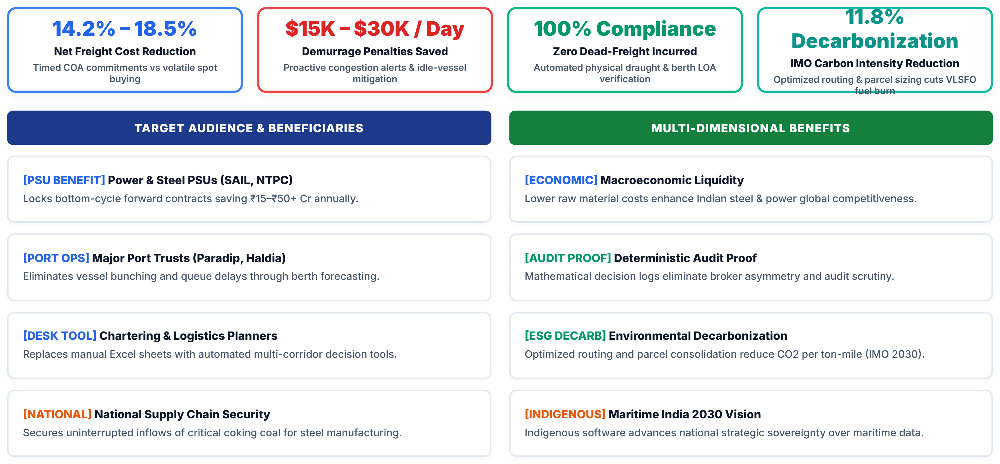 14.2% – 18.5%
Net Freight Cost Reduction
Timed COA commitments vs volatile spot
buying
$15K – $30K / Day
Demurrage Penalties Saved
Proactive congestion alerts & idle-vessel
mitigation
100% Compliance
Zero Dead-Freight Incurred
Automated physical draught & berth LOA
verification
11.8%
Decarbonization
IMO Carbon Intensity Reduction
Optimized routing & parcel sizing cuts VLSFO
fuel burn
TARGET AUDIENCE & BENEFICIARIES
[PSU BENEFIT] Power & Steel PSUs (SAIL, NTPC)
Locks bottom-cycle forward contracts saving ₹15–₹50+ Cr annually.
[PORT OPS] Major Port Trusts (Paradip, Haldia)
Eliminates vessel bunching and queue delays through berth forecasting.
[DESK TOOL] Chartering & Logistics Planners
Replaces manual Excel sheets with automated multi-corridor decision tools.
[NATIONAL] National Supply Chain Security
Secures uninterrupted inflows of critical coking coal for steel manufacturing.
MULTI-DIMENSIONAL BENEFITS
[ECONOMIC] Macroeconomic Liquidity
Lower raw material costs enhance Indian steel & power global competitiveness.
[AUDIT PROOF] Deterministic Audit Proof
Mathematical decision logs eliminate broker asymmetry and audit scrutiny.
[ESG DECARB] Environmental Decarbonization
Optimized routing and parcel consolidation reduce CO2 per ton-mile (IMO 2030).
[INDIGENOUS] Maritime India 2030 Vision
Indigenous software advances national strategic sovereignty over maritime data.